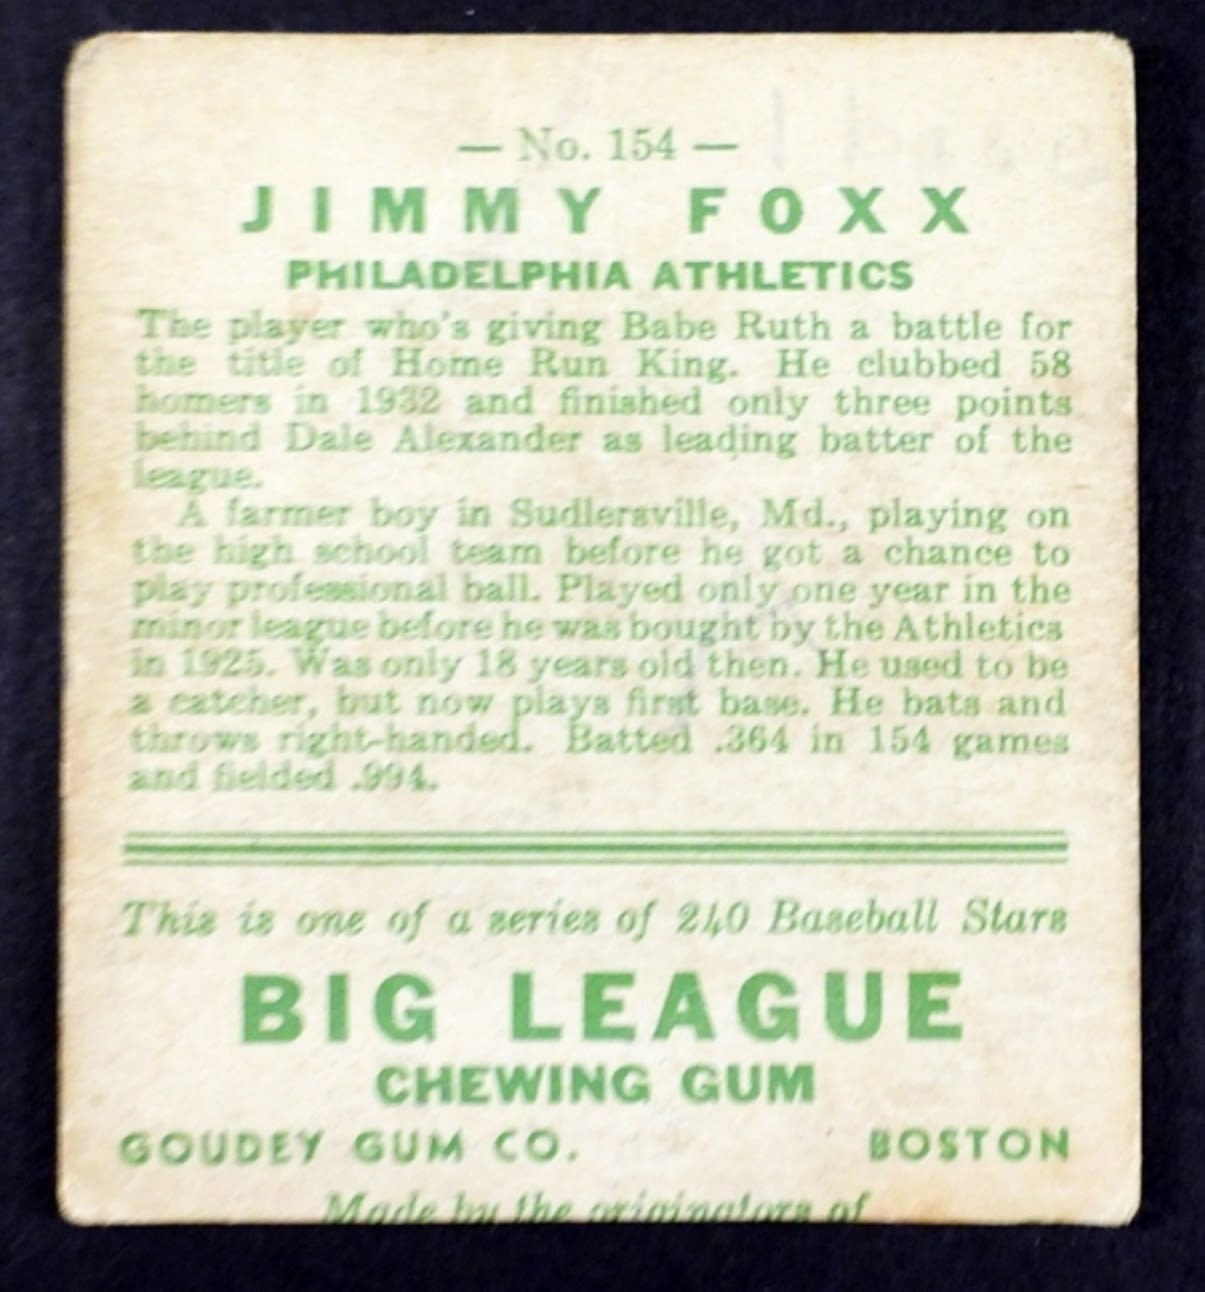 — No. 154 —
JIMMY FOXX
PHILADELPHIA ATHLETICS
The player who's giving Babe Ruth a battle for
the title of Home Run King. He clubbed 58
homers in 1932 and finished only three points
behind Dale Alexander as leading batter of the
league.
A farmer boy in Sudlersville, Md., playing on
the high school team before he got a chance to
play professional ball. Played only one year in the
minor league before he was bought by the Athletics
in 1925. Was only 18 years old then. He used to be
a catcher, but now plays first base. He bats and
throws right-handed. Batted .364 in 154 games
and fielded .994.
This is one of a series of 240 Baseball Stars
BIG LEAGUE
CHEWING GUM
GOUDEY GUM CO. BOSTON
Made by the originators of